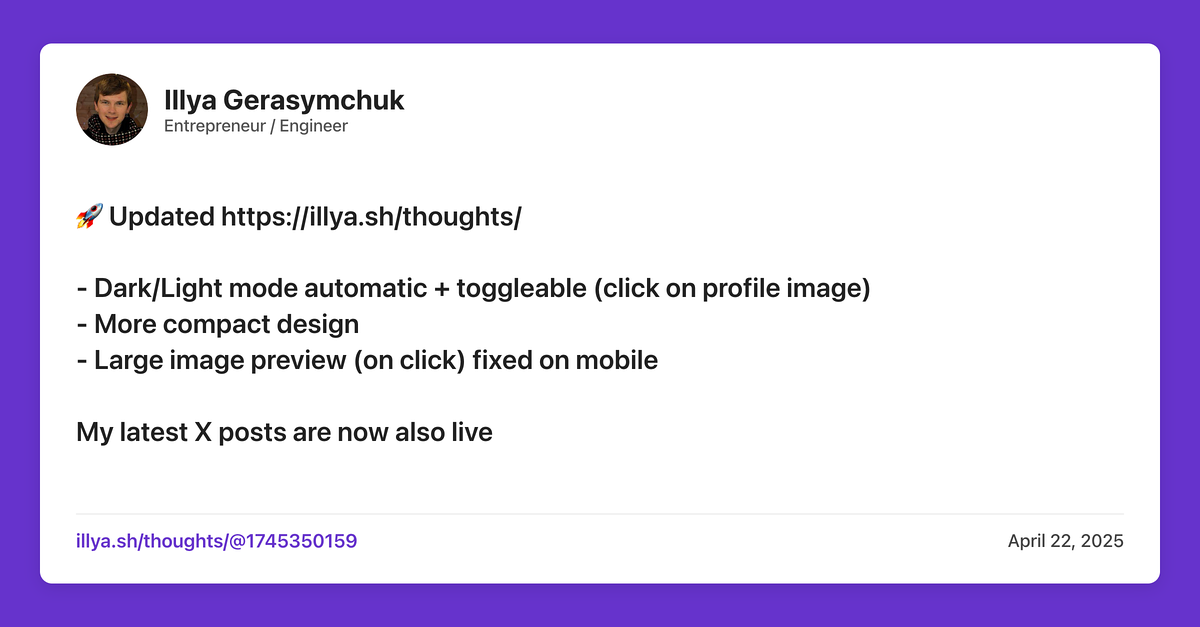 Illya Gerasymchuk
Entrepreneur / Engineer
🚀 Updated https://illya.sh/thoughts/
- Dark/Light mode automatic + toggleable (click on profile image)
- More compact design
- Large image preview (on click) fixed on mobile
My latest X posts are now also live
illya.sh/thoughts/@1745350159
April 22, 2025